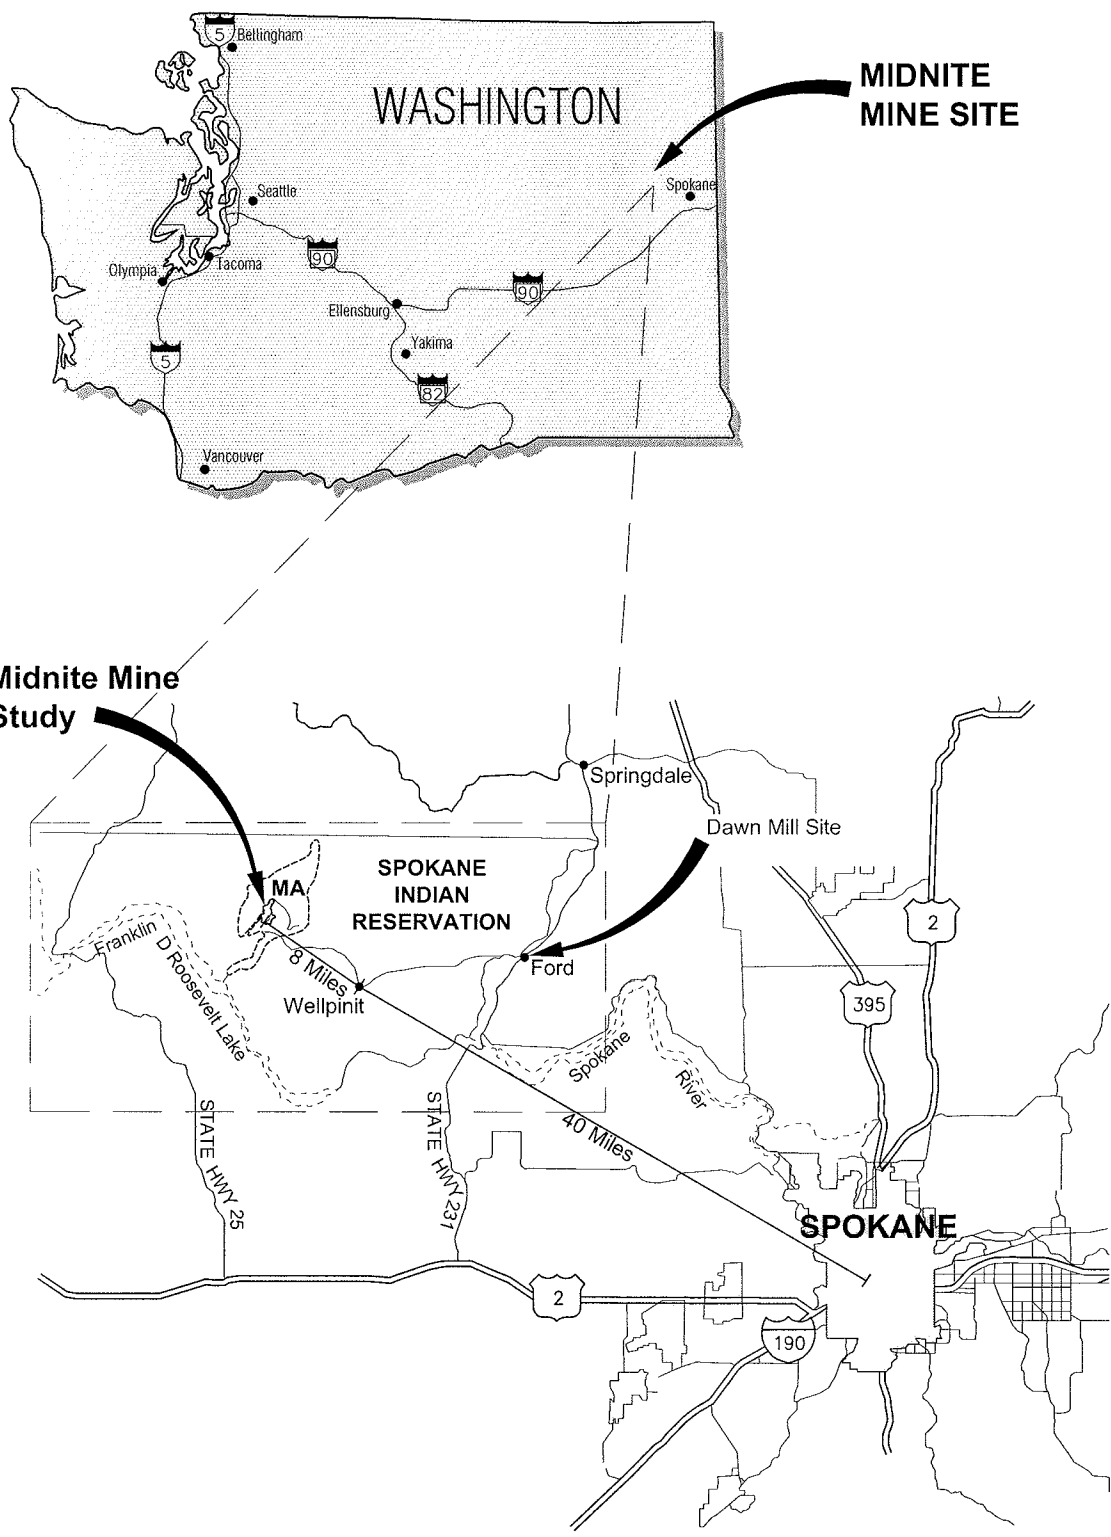 5
Bellingham
WASHINGTON
MIDNITE
MINE SITE
Seattle
Spokane
Olympia
Tacoma
90
90
Ellensburg
Yakima
5
82
Vancouver
Midnite Mine
Study
Springdale
Dawn Mill Site
MA
SPOKANE
INDIAN
RESERVATION
2
Franklin
D Roosevelt Lake
8 Miles
Ford
Wellpinit
395
Spokane
River
STATE HWY 25
STATE HWY 231
40 Miles
SPOKANE
2
190